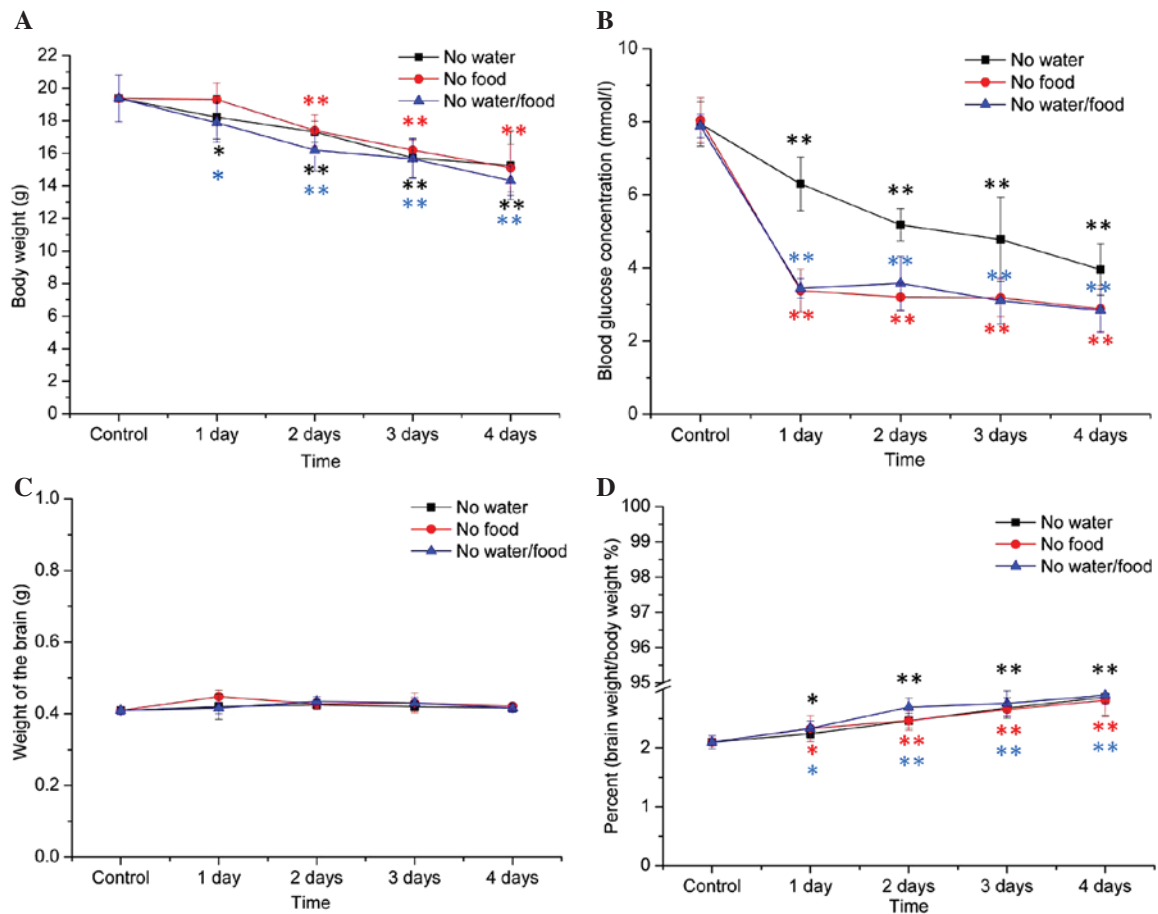 A
Body weight (g)
22
20
18
16
14
12
10
8
6
4
2
0
No water
No food
No water/food
**
**
**
*
*
**
**
**
**
**
**
Control
1 day
2 days
3 days
4 days
Time
B
Blood glucose concentration (mmol/l)
10
8
6
4
2
0
No water
No food
No water/food
**
**
**
**
**
**
**
**
**
**
**
**
Control
1 day
2 days
3 days
4 days
Time
C
Weight of the brain (g)
1.0
0.8
0.6
0.4
0.2
0.0
No water
No food
No water/food
Control
1 day
2 days
3 days
4 days
Time
D
Percent (brain weight/body weight %)
100
99
98
97
96
95
2
0
No water
No food
No water/food
*
**
**
**
*
**
**
**
*
**
**
**
Control
1 day
2 days
3 days
4 days
Time